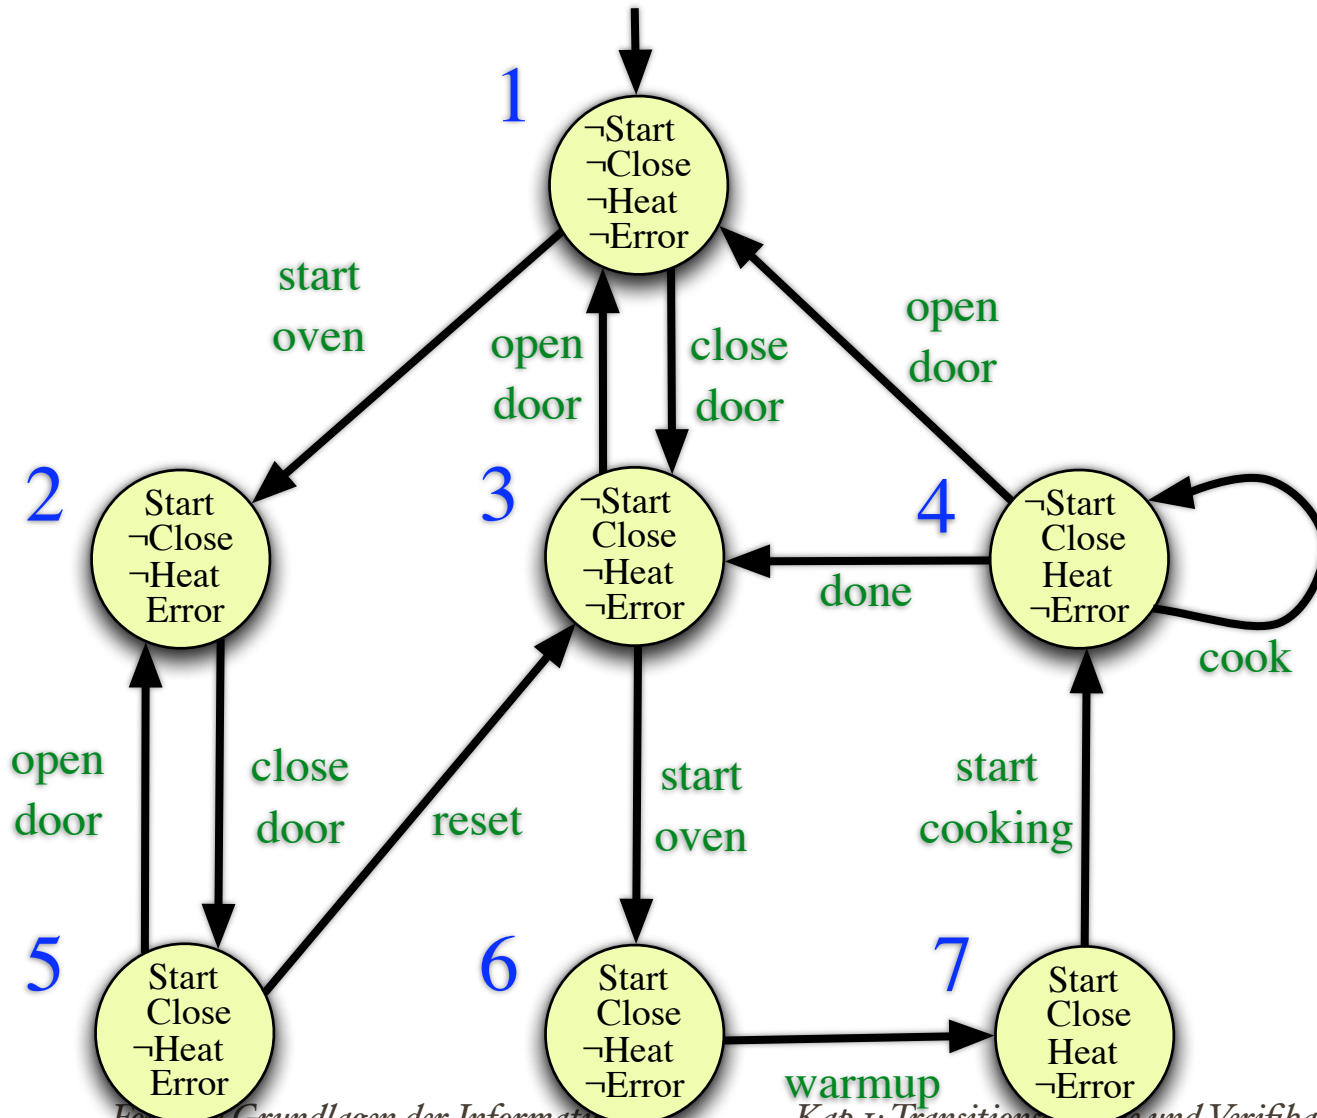 1
¬Start
¬Close
¬Heat
¬Error
start
oven
open
door
close
door
open
door
2
Start
¬Close
¬Heat
Error
3
¬Start
Close
¬Heat
¬Error
4
¬Start
Close
Heat
¬Error
done
cook
open
door
close
door
reset
start
oven
start
cooking
5
Start
Close
¬Heat
Error
6
Start
Close
¬Heat
¬Error
7
Start
Close
Heat
¬Error
warmup
Grundlagen der
Kap 1: und